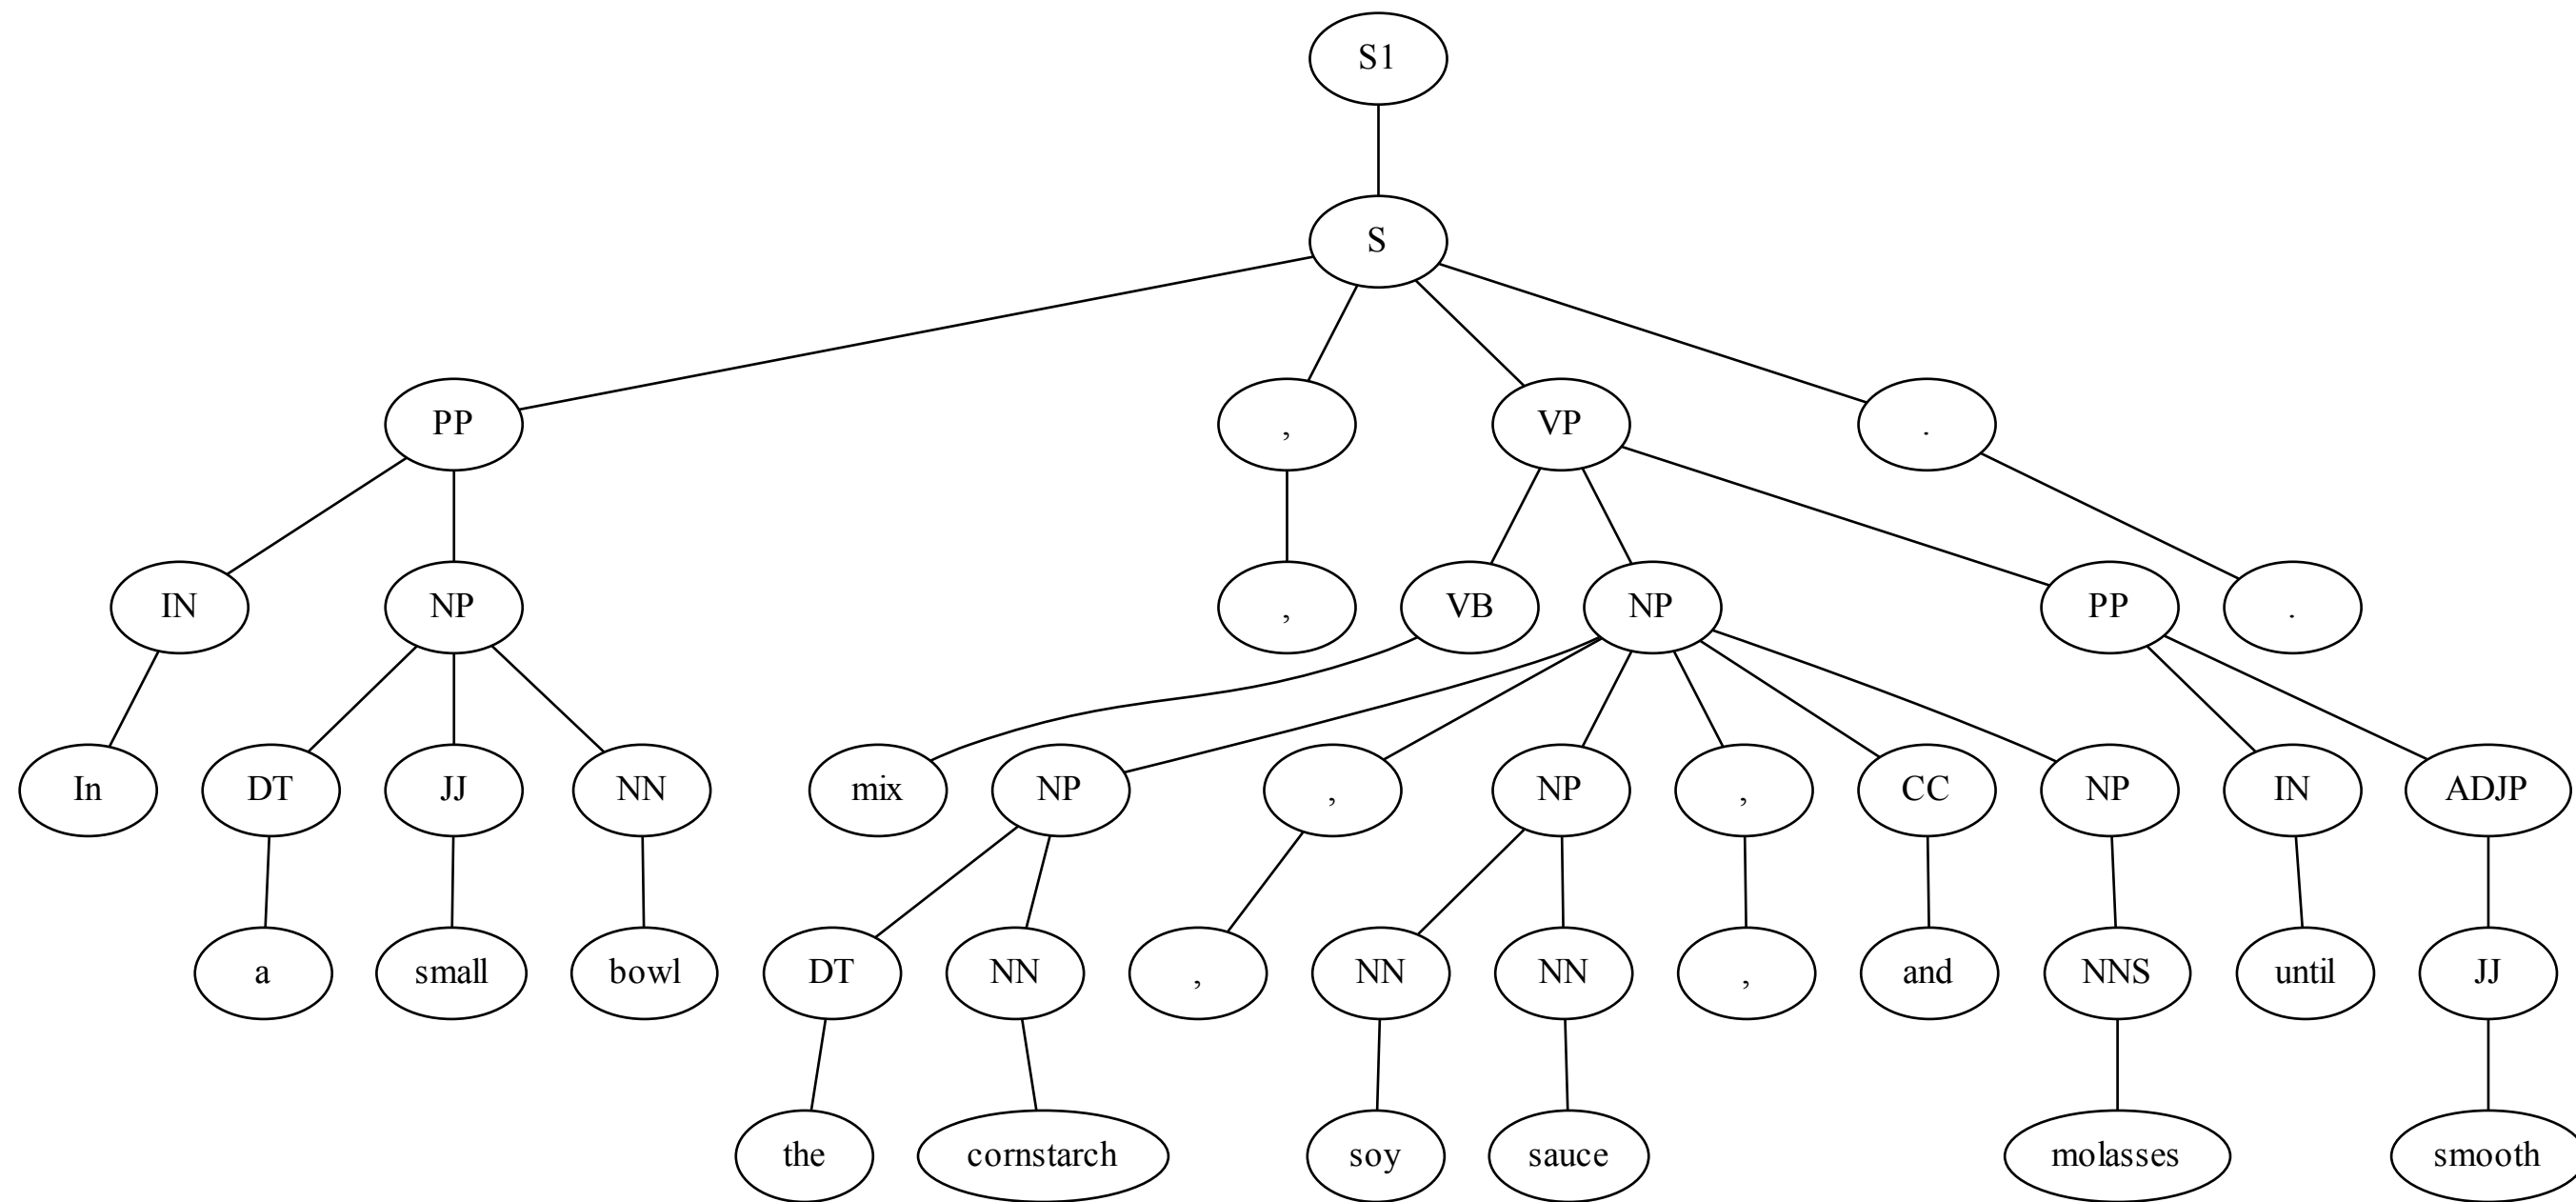 S1
S
PP , VP .
IN NP , VB NP PP .
In DT JJ NN mix NP , NP , CC NP IN ADJP
a small bowl DT NN , NN NN , and NNS until JJ
the cornstarch soy sauce molasses smooth